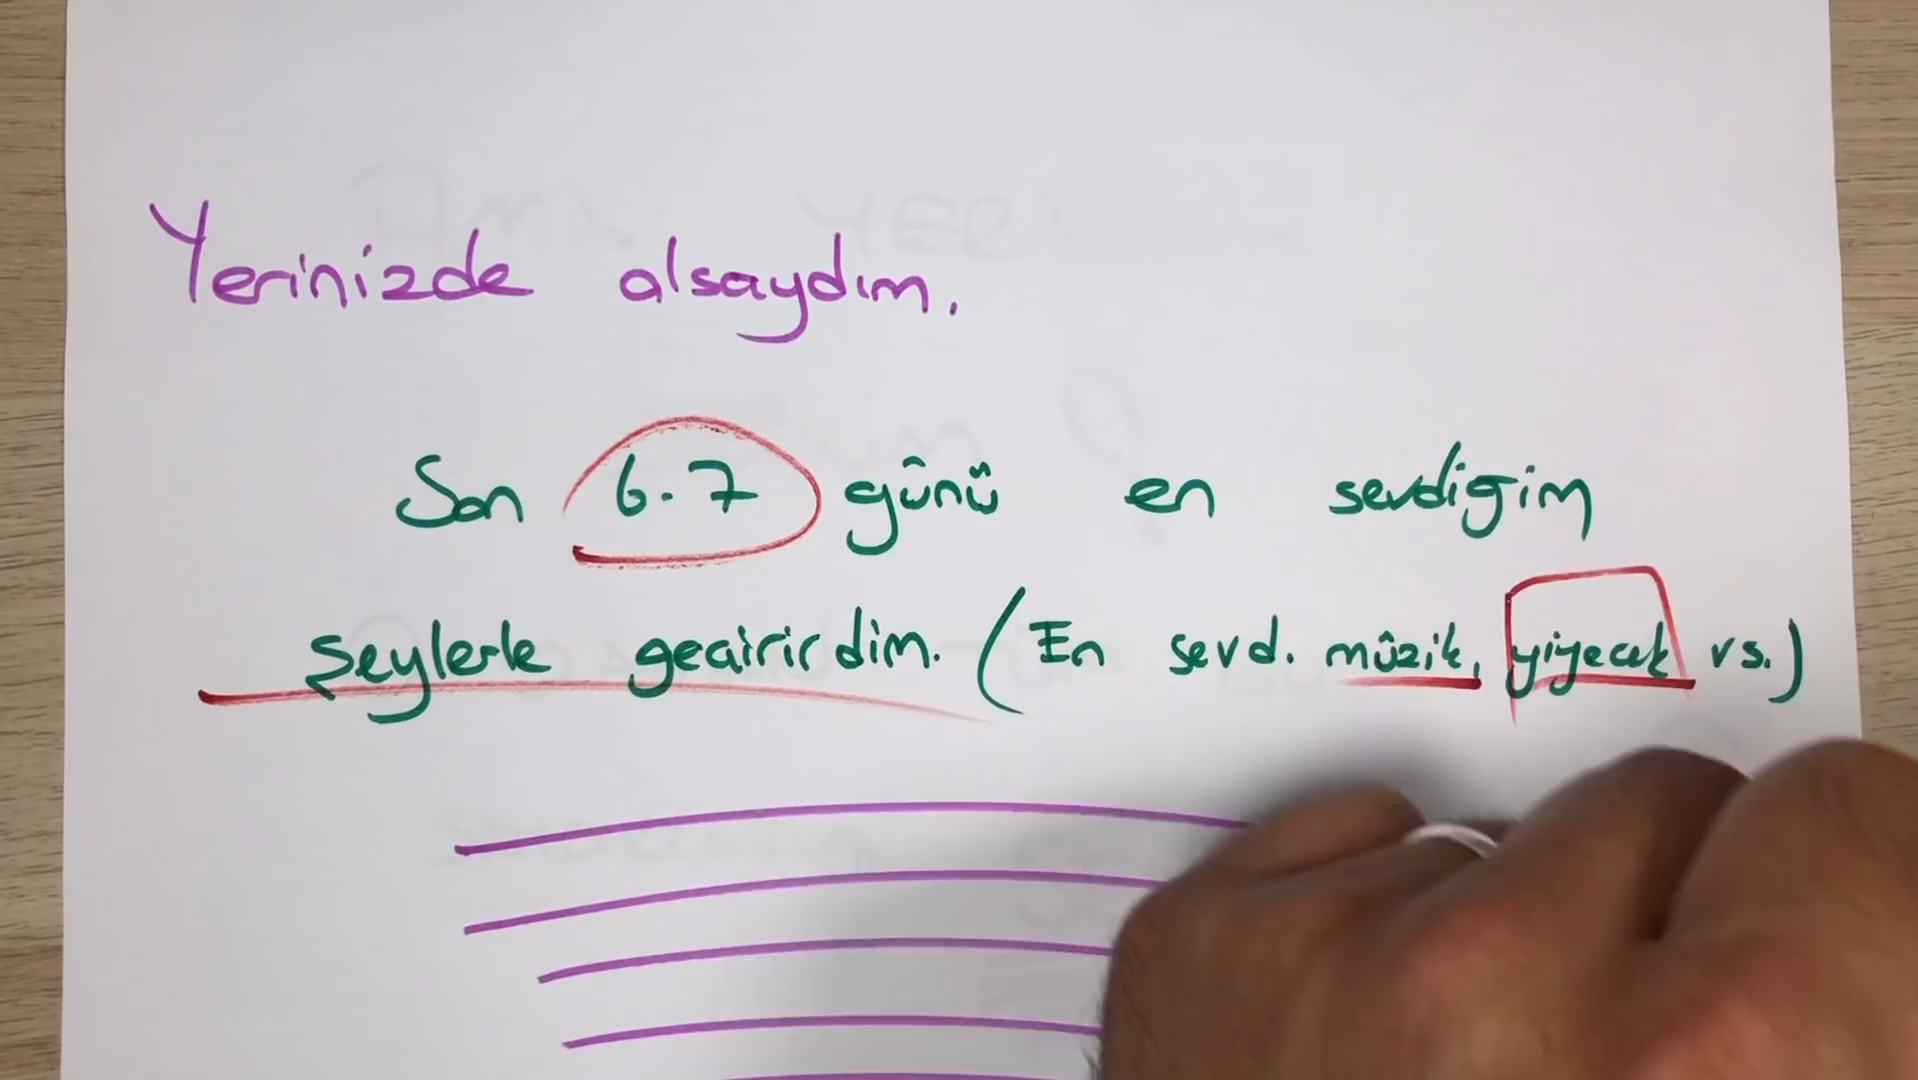 Yerinizde olsaydım.
Son 6.7 günü en sevdiğim
şeylerle geçirirdim. (En sevd. müzik, yiyecek vs.)